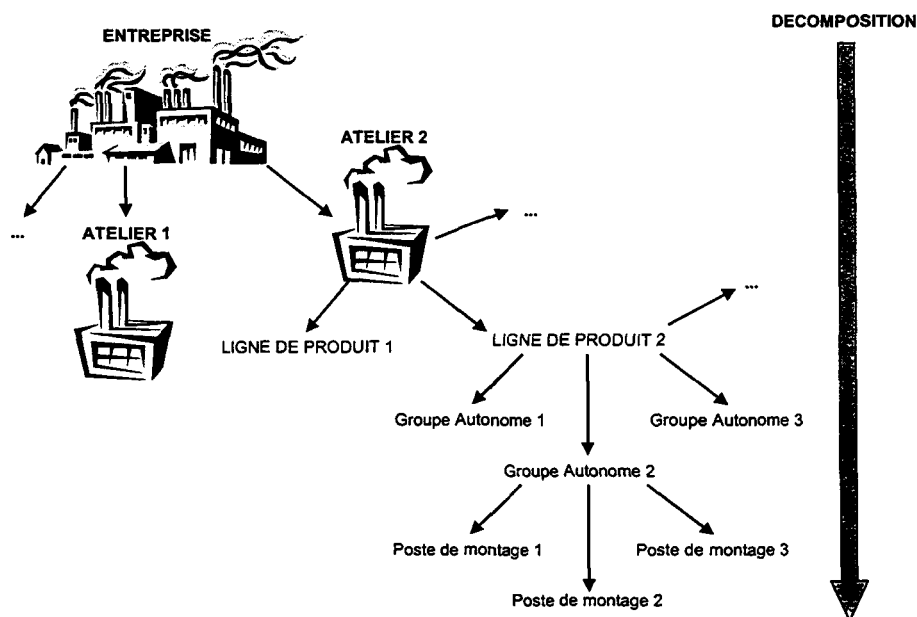 DECOMPOSITION
ENTREPRISE
ATELIER 2
...
...
ATELIER 1
...
LIGNE DE PRODUIT 1
LIGNE DE PRODUIT 2
Groupe Autonome 1
Groupe Autonome 3
Groupe Autonome 2
Poste de montage 1
Poste de montage 3
Poste de montage 2